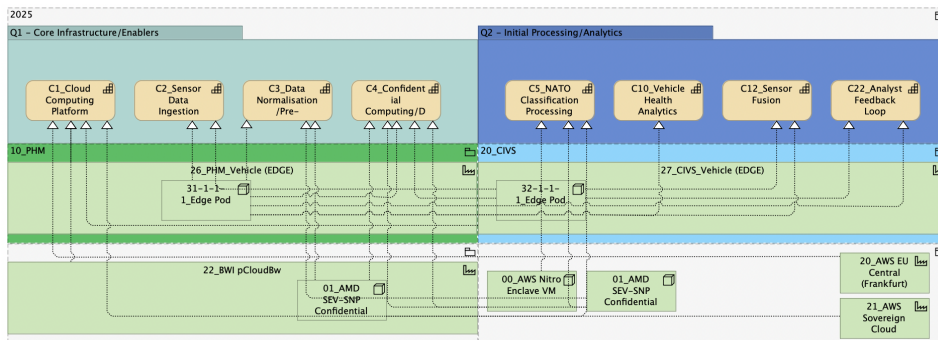 2025
Q1 - Core Infrastructure/Enablers
Q2 - Initial Processing/Analytics
C1_Cloud
Computing
Platform
C2_Sensor
Data
Ingestion
C3_Data
Normalisation
/Pre-
C4_Confident
ial
Computing/D
C5_NATO
Classification
Processing
C10_Vehicle
Health
Analytics
C12_Sensor
Fusion
C22_Analyst
Feedback
Loop
10_PHM
20_CIVS
26_PHM_Vehicle (EDGE)
27_CIVS_Vehicle (EDGE)
31-1-1-
1_Edge Pod
32-1-1-
1_Edge Pod
22_BWI pCloudBw
01_AMD
SEV-SNP
Confidential
00_AWS Nitro
Enclave VM
01_AMD
SEV-SNP
Confidential
20_AWS EU
Central
(Frankfurt)
21_AWS
Sovereign
Cloud